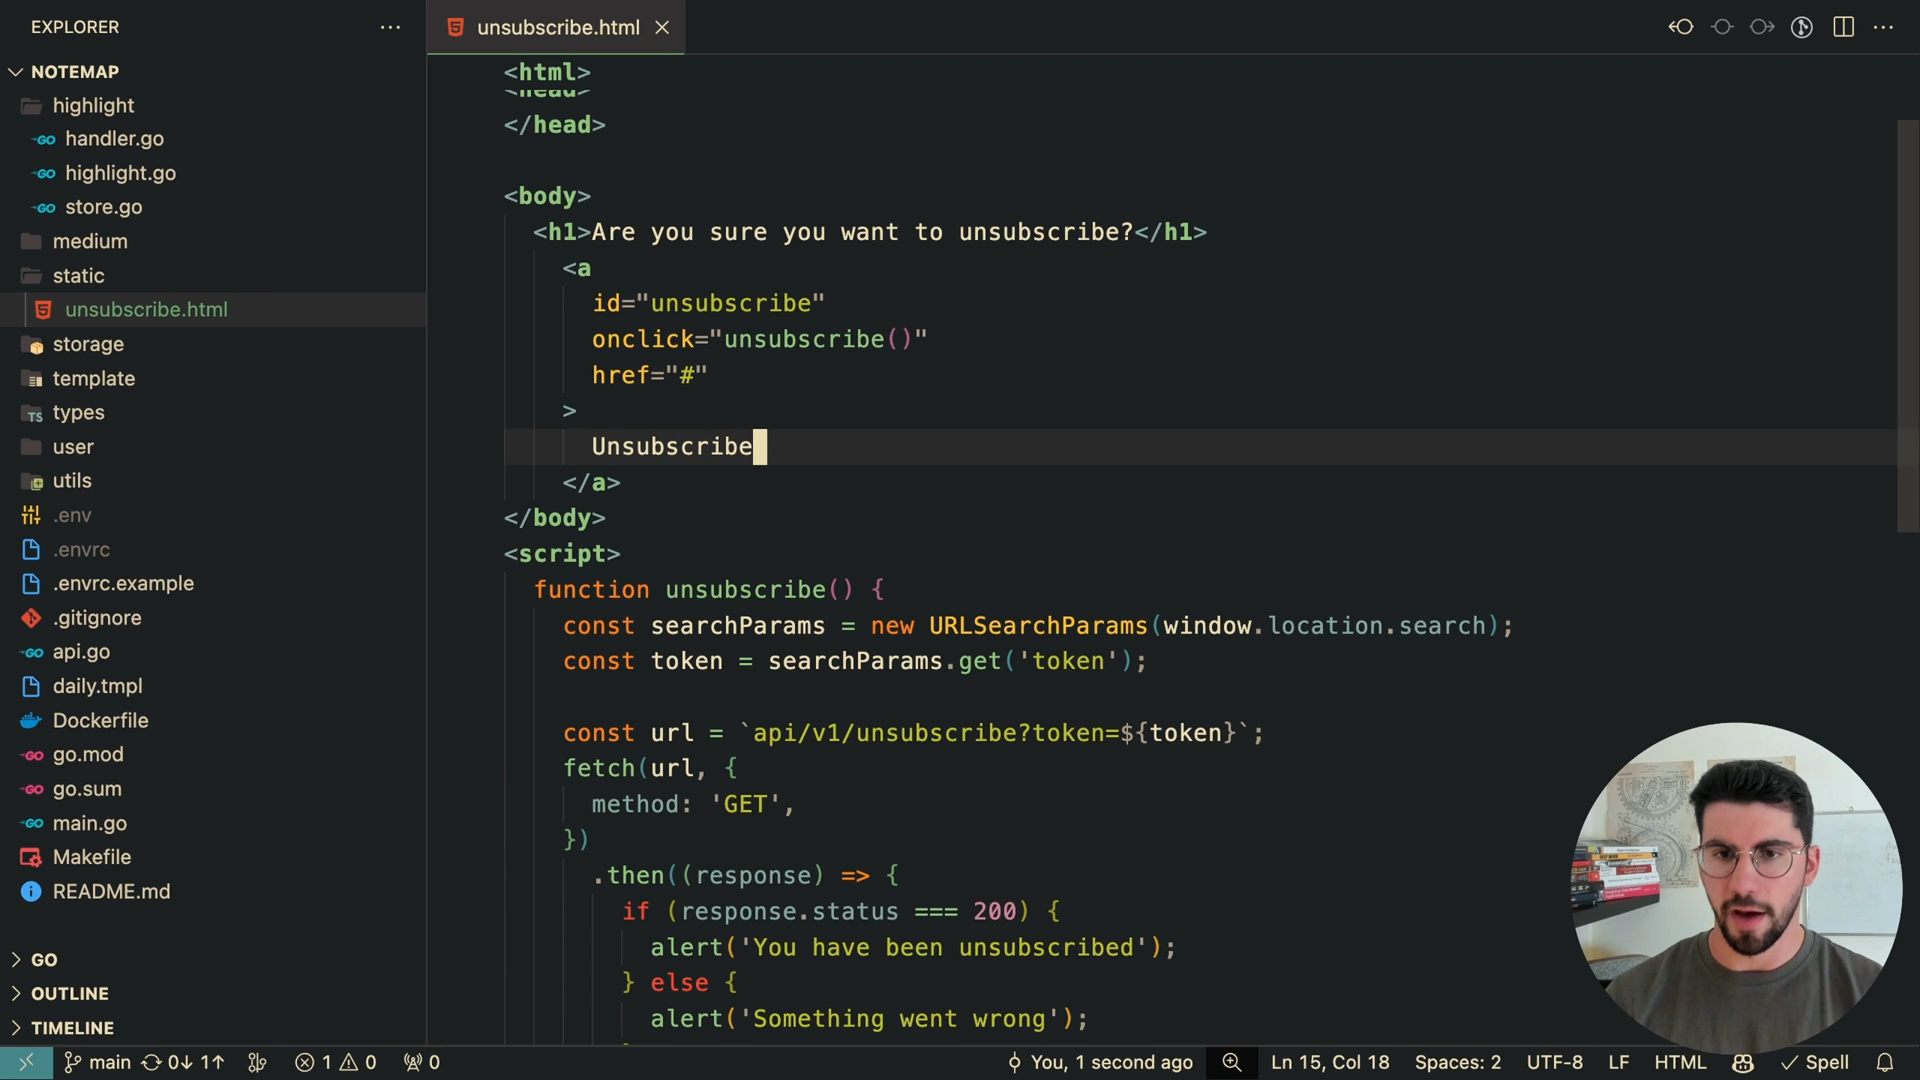 EXPLORER
unsubscribe.html
NOTEMAP
highlight
handler.go
highlight.go
store.go
medium
static
unsubscribe.html
storage
template
types
user
utils
.env
.envrc
.envrc.example
.gitignore
api.go
daily.tmpl
Dockerfile
go.mod
go.sum
main.go
Makefile
README.md
GO
OUTLINE
TIMELINE
<html>
<head>
</head>
<body>
<h1>Are you sure you want to unsubscribe?</h1>
<a
id="unsubscribe"
onclick="unsubscribe()"
href="#"
>
Unsubscribe
</a>
</body>
<script>
function unsubscribe() {
const searchParams = new URLSearchParams(window.location.search);
const token = searchParams.get('token');
const url = `api/v1/unsubscribe?token=${token}`;
fetch(url, {
method: 'GET',
})
.then((response) => {
if (response.status === 200) {
alert('You have been unsubscribed');
} else {
alert('Something went wrong');
main 0↓ 1↑ 1 0 0 You, 1 second ago Ln 15, Col 18 Spaces: 2 UTF-8 LF HTML Spell